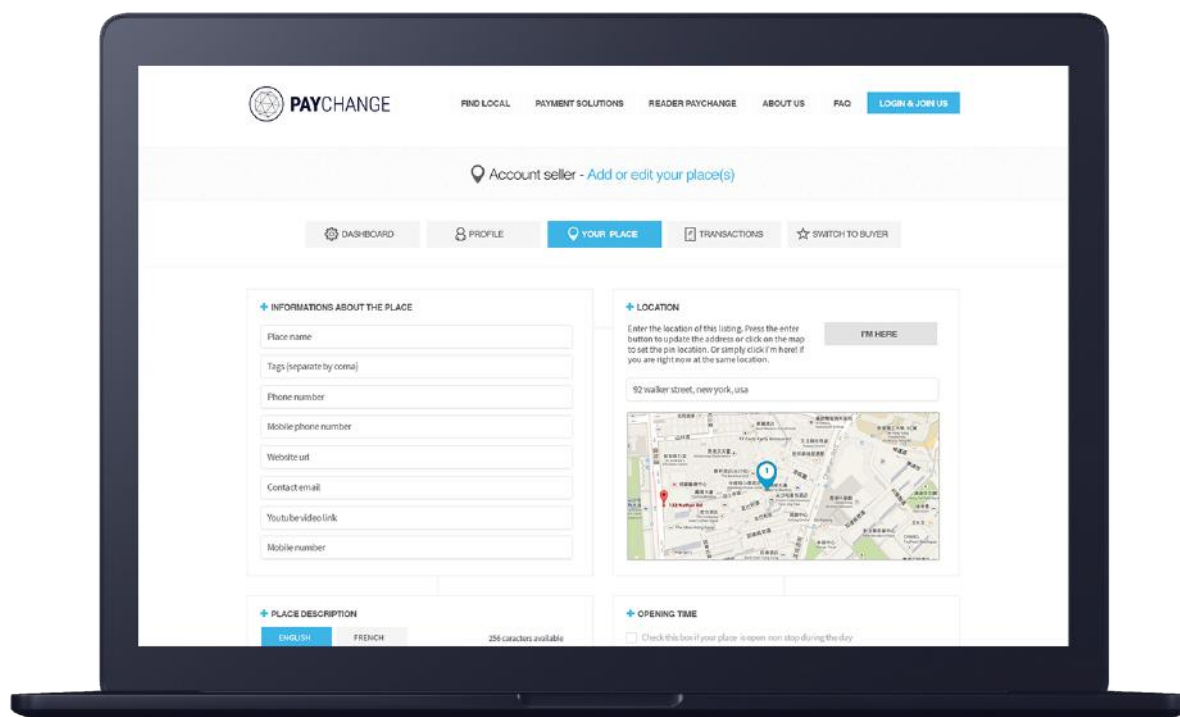 PAYCHANGE
FIND LOCAL PAYMENT SOLUTIONS READER PAYCHANGE ABOUT US FAQ LOGIN & JOIN US
Account seller - Add or edit your place(s)
DASHBOARD PROFILE YOUR PLACE TRANSACTIONS SWITCH TO BUYER
INFORMATIONS ABOUT THE PLACE
Place name
Tags (separate by coma)
Phone number
Mobile phone number
Website url
Contact email
Youtube video link
Mobile number
LOCATION
Enter the location of this listing. Press the enter
button to update the address or click on the map
to set the pin location. Or simply click I'm here! if
you are right now at the same location.
I'M HERE
92 walker street, new york, usa
1
132 Nathan Rd
PLACE DESCRIPTION
ENGLISH FRENCH 256 caracters available
OPENING TIME
Check this box if your place is open non stop during the day